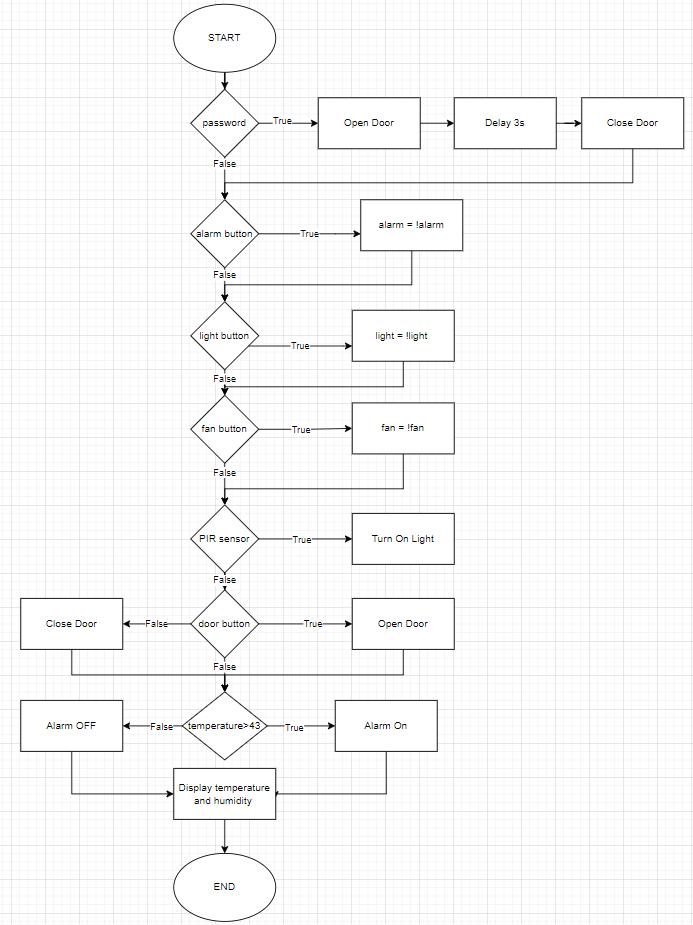 START
password
True
Open Door
Delay 3s
Close Door
False
alarm button
True
alarm = !alarm
False
light button
True
light = !light
False
fan button
True
fan = !fan
False
PIR sensor
True
Turn On Light
False
Close Door
False
door button
True
Open Door
False
Alarm OFF
False
temperature>43
True
Alarm On
Display temperature
and humidity
END